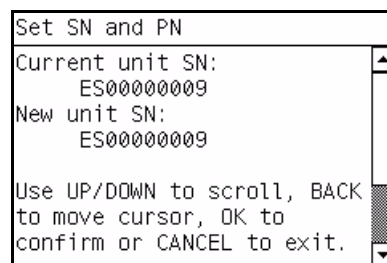 Set SN and PN
Current unit SN:
ES00000009
New unit SN:
ES00000009
Use UP/DOWN to scroll, BACK
to move cursor, OK to
confirm or CANCEL to exit.